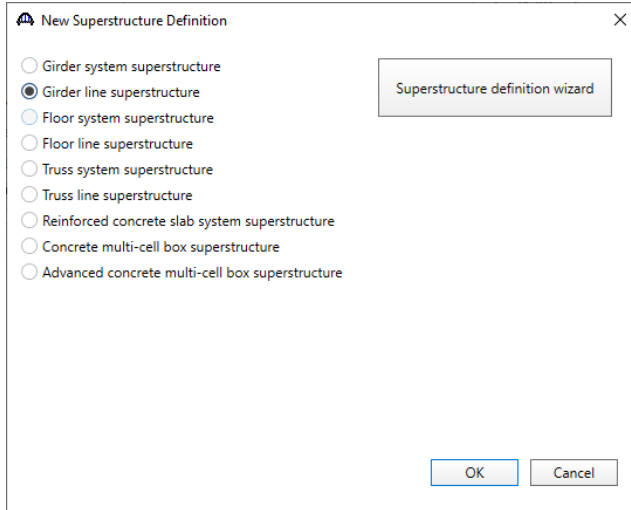 New Superstructure Definition
Girder system superstructure
Girder line superstructure
Floor system superstructure
Floor line superstructure
Truss system superstructure
Truss line superstructure
Reinforced concrete slab system superstructure
Concrete multi-cell box superstructure
Advanced concrete multi-cell box superstructure
Superstructure definition wizard
OK
Cancel